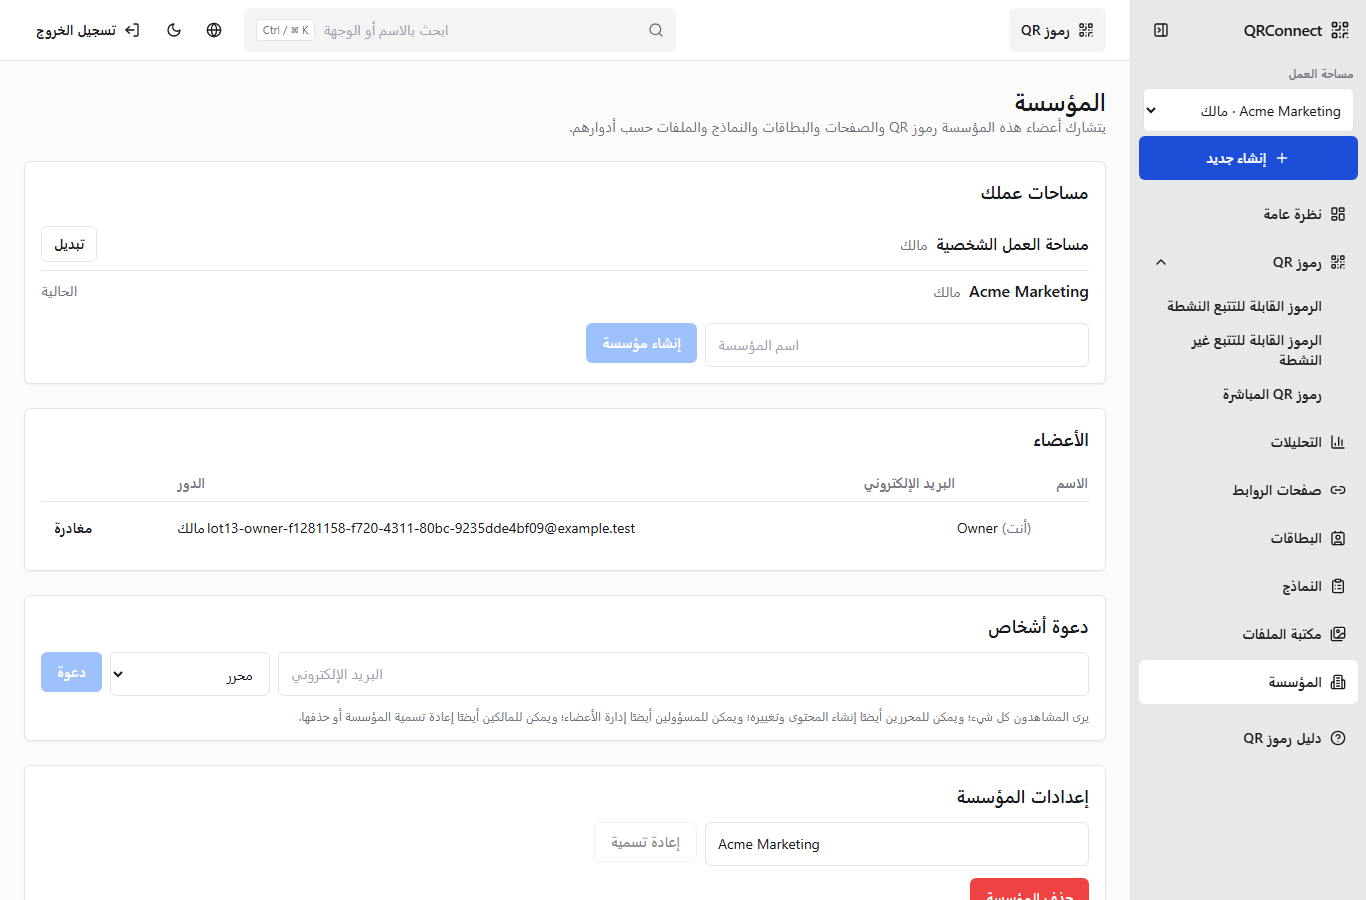 QRConnect
مساحة العمل
Acme Marketing · مالك
إنشاء جديد
نظرة عامة
رموز QR
الرموز القابلة للتتبع النشطة
الرموز القابلة للتتبع غير
النشطة
رموز QR المباشرة
التحليلات
صفحات الروابط
البطاقات
النماذج
مكتبة الملفات
المؤسسة
دليل رموز QR
رموز QR
ابحث بالاسم أو الوجهة
Ctrl / ⌘ K
تسجيل الخروج
المؤسسة
يتشارك أعضاء هذه المؤسسة رموز QR والصفحات والبطاقات والنماذج والملفات حسب أدوارهم.
مساحات عملك
مساحة العمل الشخصية مالك
تبديل
Acme Marketing مالك
الحالية
اسم المؤسسة
إنشاء مؤسسة
الأعضاء
الاسم البريد الإلكتروني الدور
Owner (أنت) lot13-owner-f1281158-f720-4311-80bc-9235dde4bf09@example.test مالك مغادرة
دعوة أشخاص
البريد الإلكتروني
محرر
دعوة
يرى المشاهدون كل شيء؛ ويمكن للمحررين أيضًا إنشاء المحتوى وتغييره؛ ويمكن للمسؤولين أيضًا إدارة الأعضاء؛ ويمكن للمالكين أيضًا إعادة تسمية المؤسسة أو حذفها.
إعدادات المؤسسة
Acme Marketing
إعادة تسمية
حذف المؤسسة